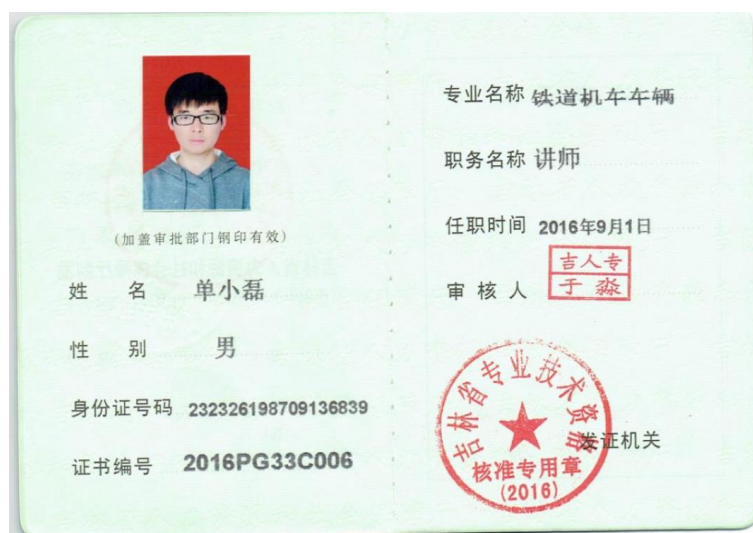 (加盖审批部门钢印有效)
姓 名 单小磊
性 别 男
身份证号码 232326198709136839
证书编号 2016PG33C006
专业名称 铁道机车车辆
职务名称 讲师
任职时间 2016年9月1日
审核人
吉人专
于淼
吉林省专业技术资格
核准专用章
(2016)
发证机关